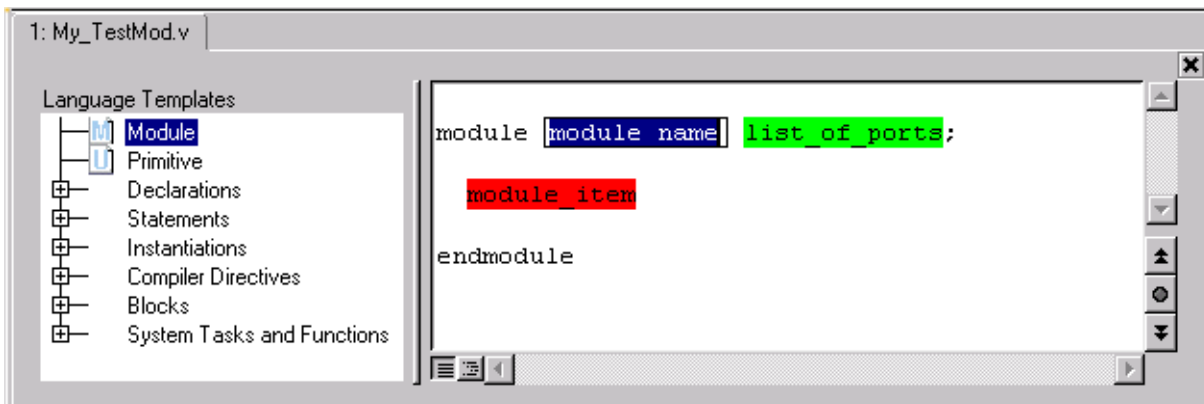 1: My_TestMod.v
Language Templates
M Module
U Primitive
Declarations
Statements
Instantiations
Compiler Directives
Blocks
System Tasks and Functions
module module name list_of_ports;
module_item
endmodule